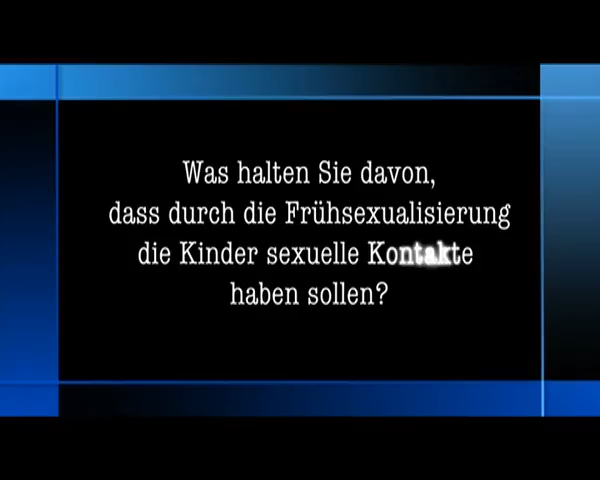 Was halten Sie davon,
dass durch die Frühsexualisierung
die Kinder sexuelle Kontakte
haben sollen?